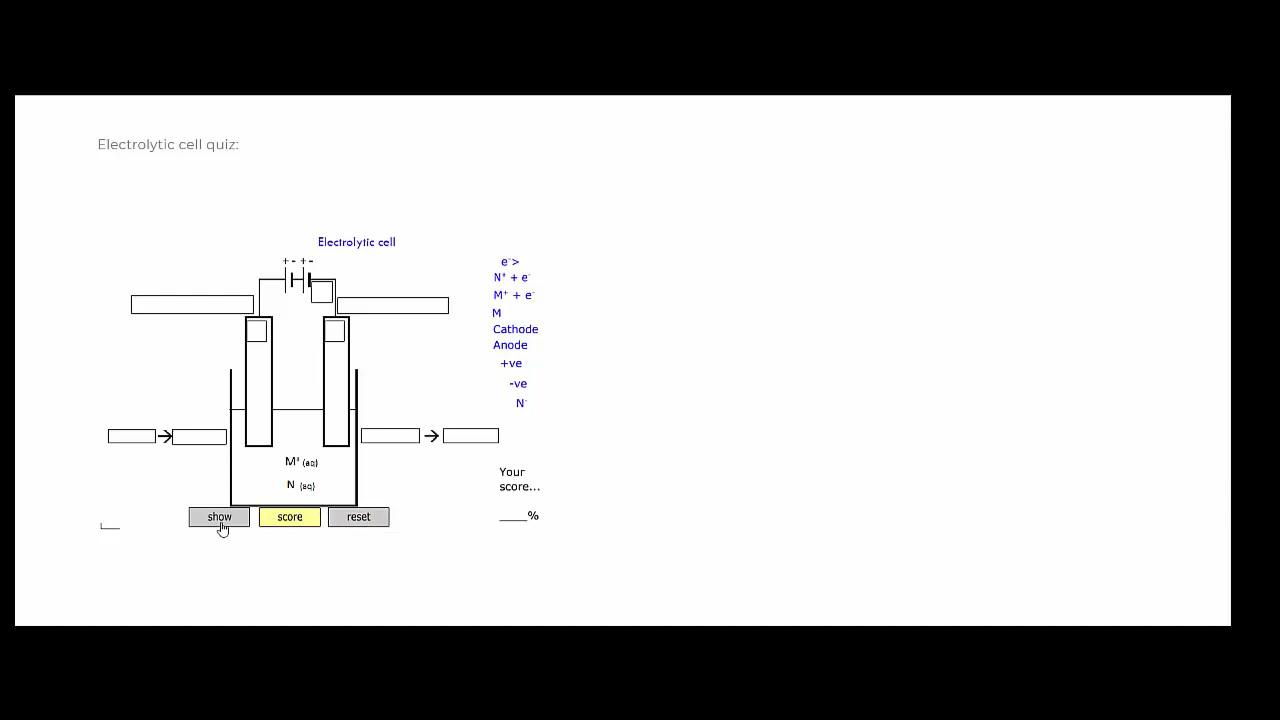 Electrolytic cell quiz:
Electrolytic cell
+ - + -
e⁻>
N⁺ + e⁻
M⁺ + e⁻
M
Cathode
Anode
+ve
-ve
N⁻
M⁺ (aq)
N (aq)
Your
score...
____%
show
score
reset